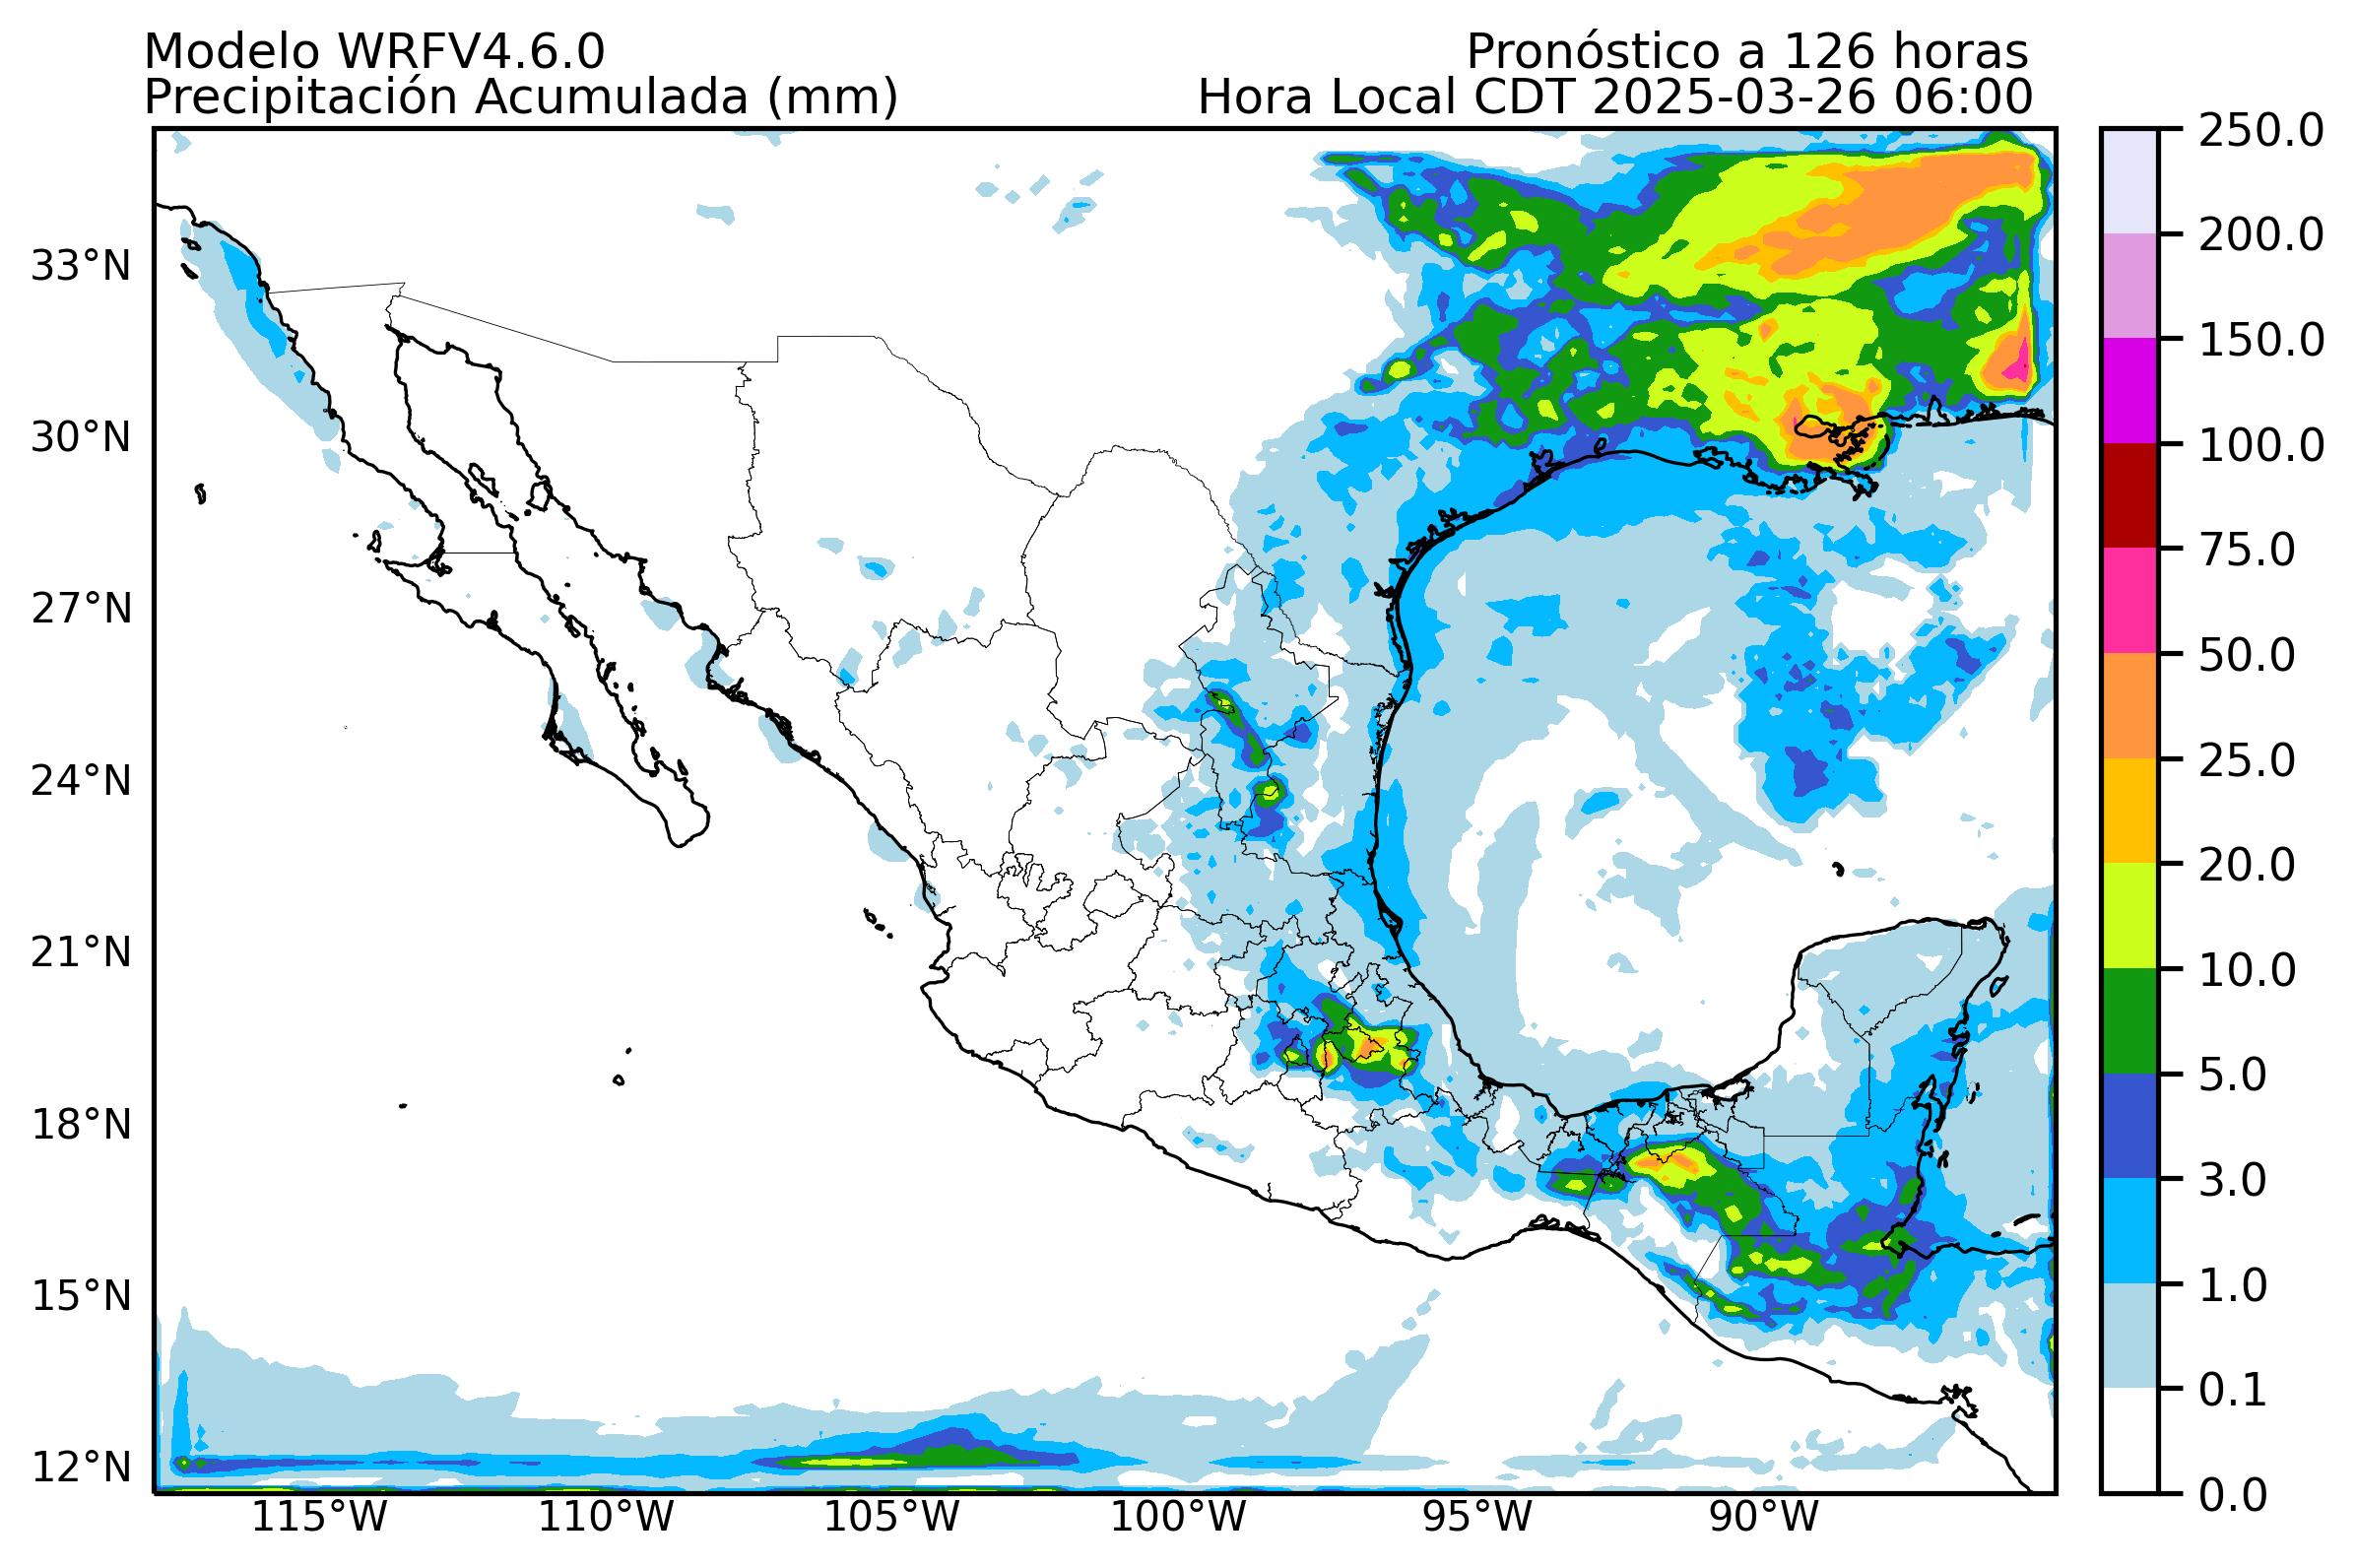 Modelo WRFV4.6.0
Pronóstico a 126 horas
Precipitación Acumulada (mm)
Hora Local CDT 2025-03-26 06:00
33°N
30°N
27°N
24°N
21°N
18°N
15°N
12°N
115°W
110°W
105°W
100°W
95°W
90°W
250.0
200.0
150.0
100.0
75.0
50.0
25.0
20.0
10.0
5.0
3.0
1.0
0.1
0.0